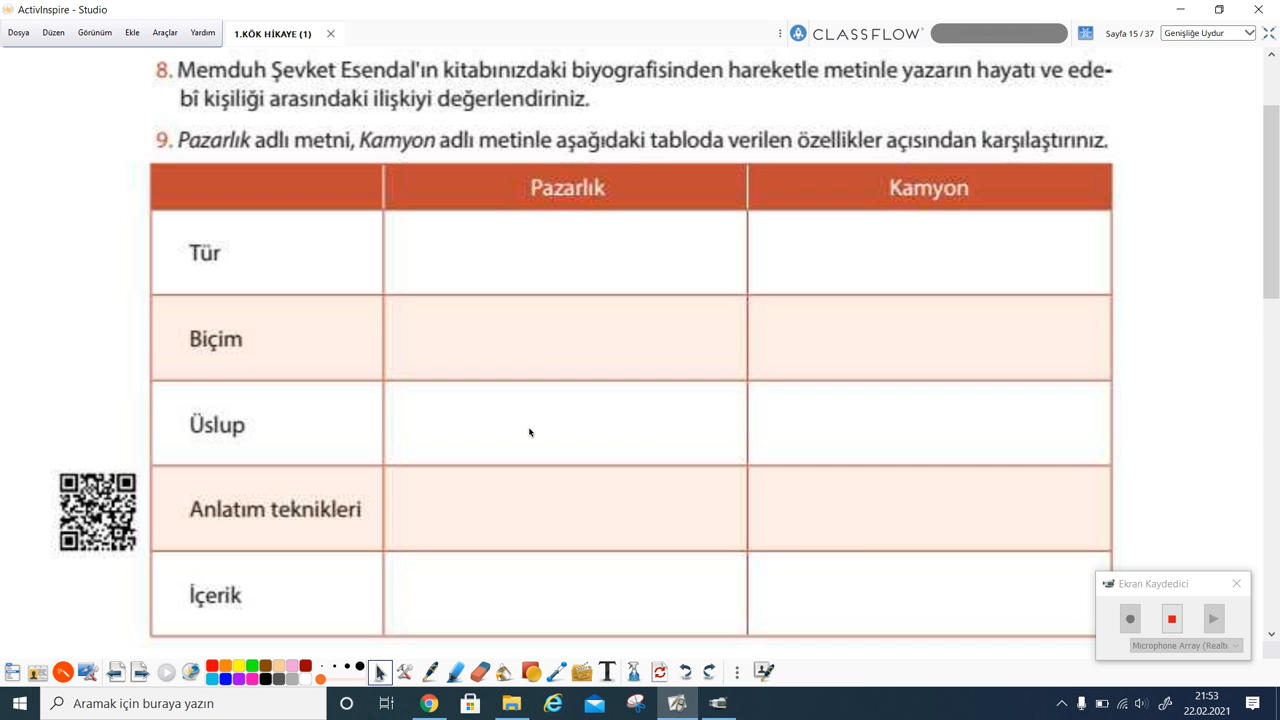 ActivInspire - Studio
Dosya Düzen Görünüm Ekle Araçlar Yardım
1.KÖK HİKAYE (1)
CLASSFLOW
Sayfa 15 / 37
Genişliğe Uydur
8. Memduh Şevket Esendal'ın kitabınızdaki biyografisinden hareketle metinle yazarın hayatı ve ede-
bî kişiliği arasındaki ilişkiyi değerlendiriniz.
9. Pazarlık adlı metni, Kamyon adlı metinle aşağıdaki tabloda verilen özellikler açısından karşılaştırınız.
Pazarlık Kamyon
Tür
Biçim
Üslup
Anlatım teknikleri
İçerik
Ekran Kaydedici
Microphone Array (Realt
Aramak için buraya yazın
21:53
22.02.2021